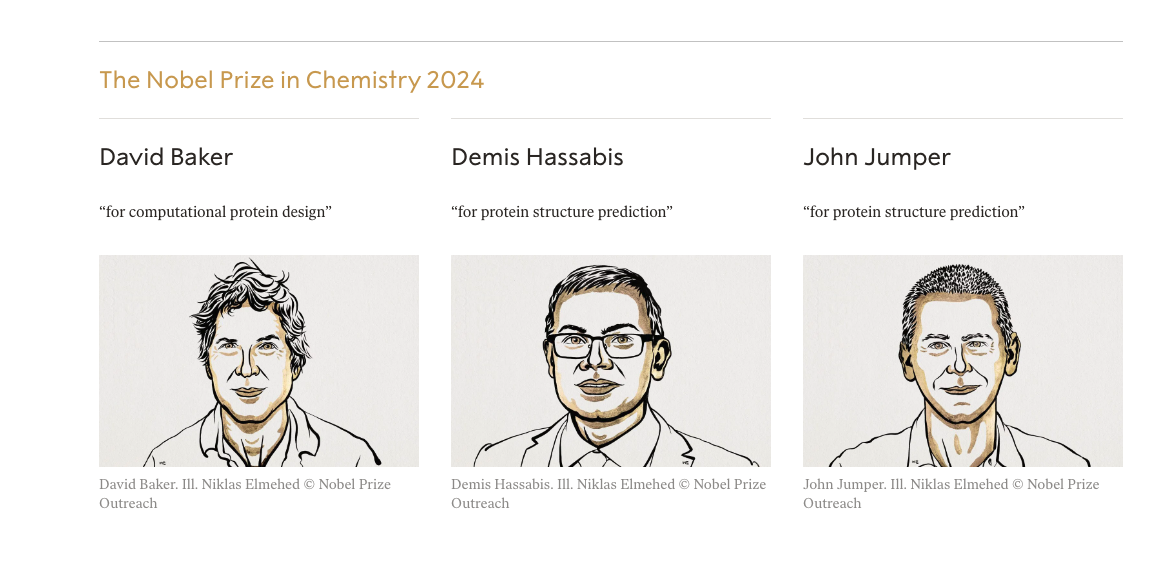 The Nobel Prize in Chemistry 2024
David Baker
“for computational protein design”
David Baker. Ill. Niklas Elmehed © Nobel Prize
Outreach
Demis Hassabis
“for protein structure prediction”
Demis Hassabis. Ill. Niklas Elmehed © Nobel Prize
Outreach
John Jumper
“for protein structure prediction”
John Jumper. Ill. Niklas Elmehed © Nobel Prize
Outreach